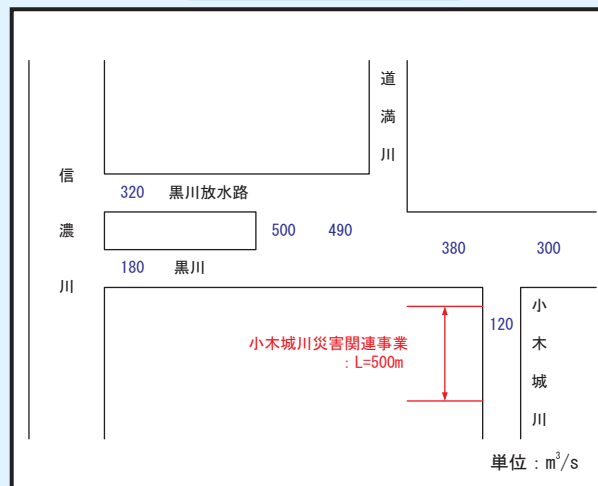 道満川
信濃川
320 黒川放水路
500 490
380 300
180 黒川
小木城川
120
小木城川災害関連事業
：L=500m
単位：m³/s